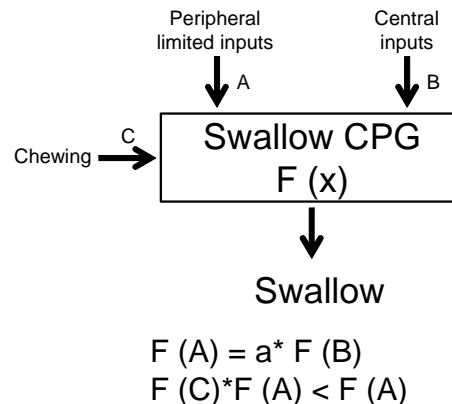 Peripheral
limited inputs
Central
inputs
A
B
C
Chewing
Swallow CPG
F (x)
Swallow
F (A) = a* F (B)
F (C)*F (A) < F (A)